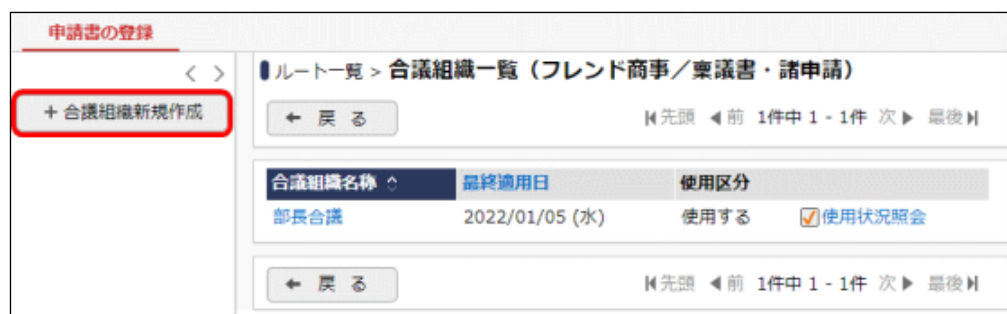 申請書の登録
< >
+ 合議組織新規作成
ルート一覧 > 合議組織一覧（フレンド商事／稟議書・諸申請）
← 戻 る
先頭 ◀前 1件中 1 - 1件 次▶ 最後
合議組織名称 最終適用日 使用区分
部長合議 2022/01/05 (水) 使用する 使用状況照会
← 戻 る
先頭 ◀前 1件中 1 - 1件 次▶ 最後